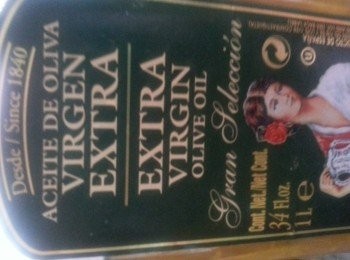 Desde / Since 1840
ACEITE DE OLIVA
VIRGEN
EXTRA
EXTRA
VIRGIN
OLIVE OIL
Gran Selección
Cont. Net./Net Cont.
34 Fl.oz.
1 L e